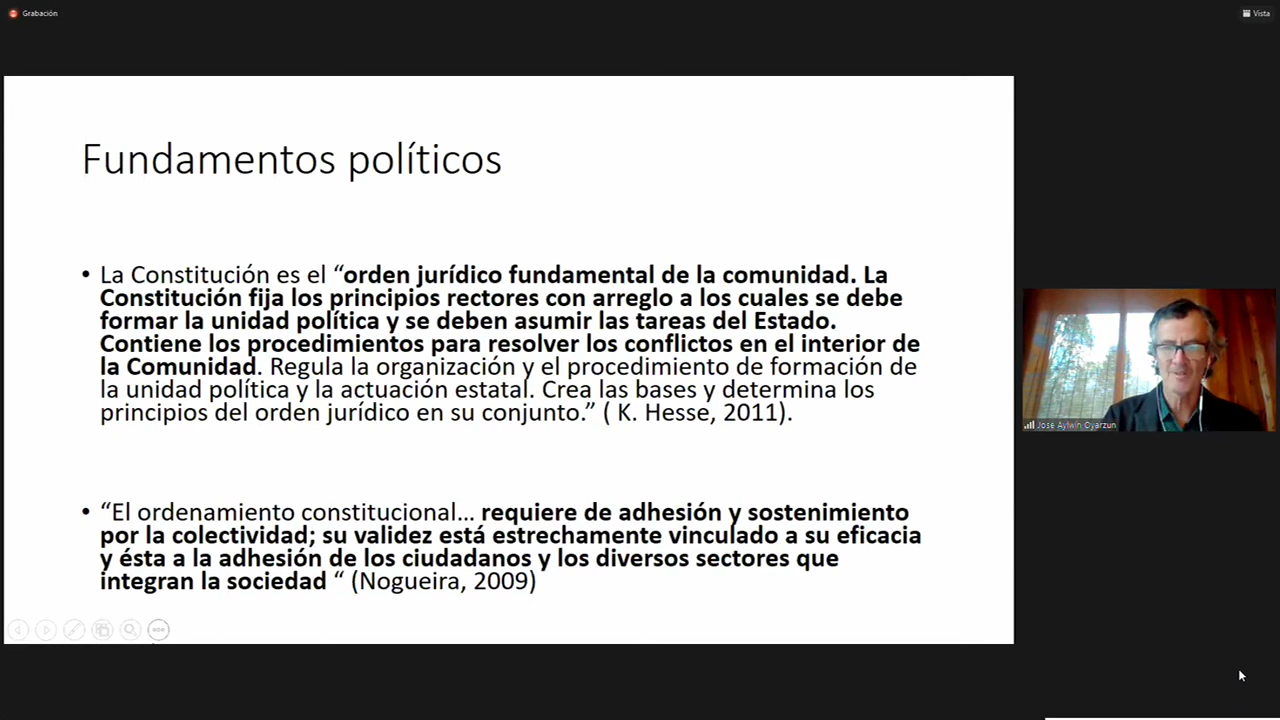 Grabación
Vista
Fundamentos políticos
• La Constitución es el “orden jurídico fundamental de la comunidad. La
Constitución fija los principios rectores con arreglo a los cuales se debe
formar la unidad política y se deben asumir las tareas del Estado.
Contiene los procedimientos para resolver los conflictos en el interior de
la Comunidad. Regula la organización y el procedimiento de formación de
la unidad política y la actuación estatal. Crea las bases y determina los
principios del orden jurídico en su conjunto.” ( K. Hesse, 2011).
• “El ordenamiento constitucional… requiere de adhesión y sostenimiento
por la colectividad; su validez está estrechamente vinculado a su eficacia
y ésta a la adhesión de los ciudadanos y los diversos sectores que
integran la sociedad “ (Nogueira, 2009)
Jose Aylwin Oyarzun